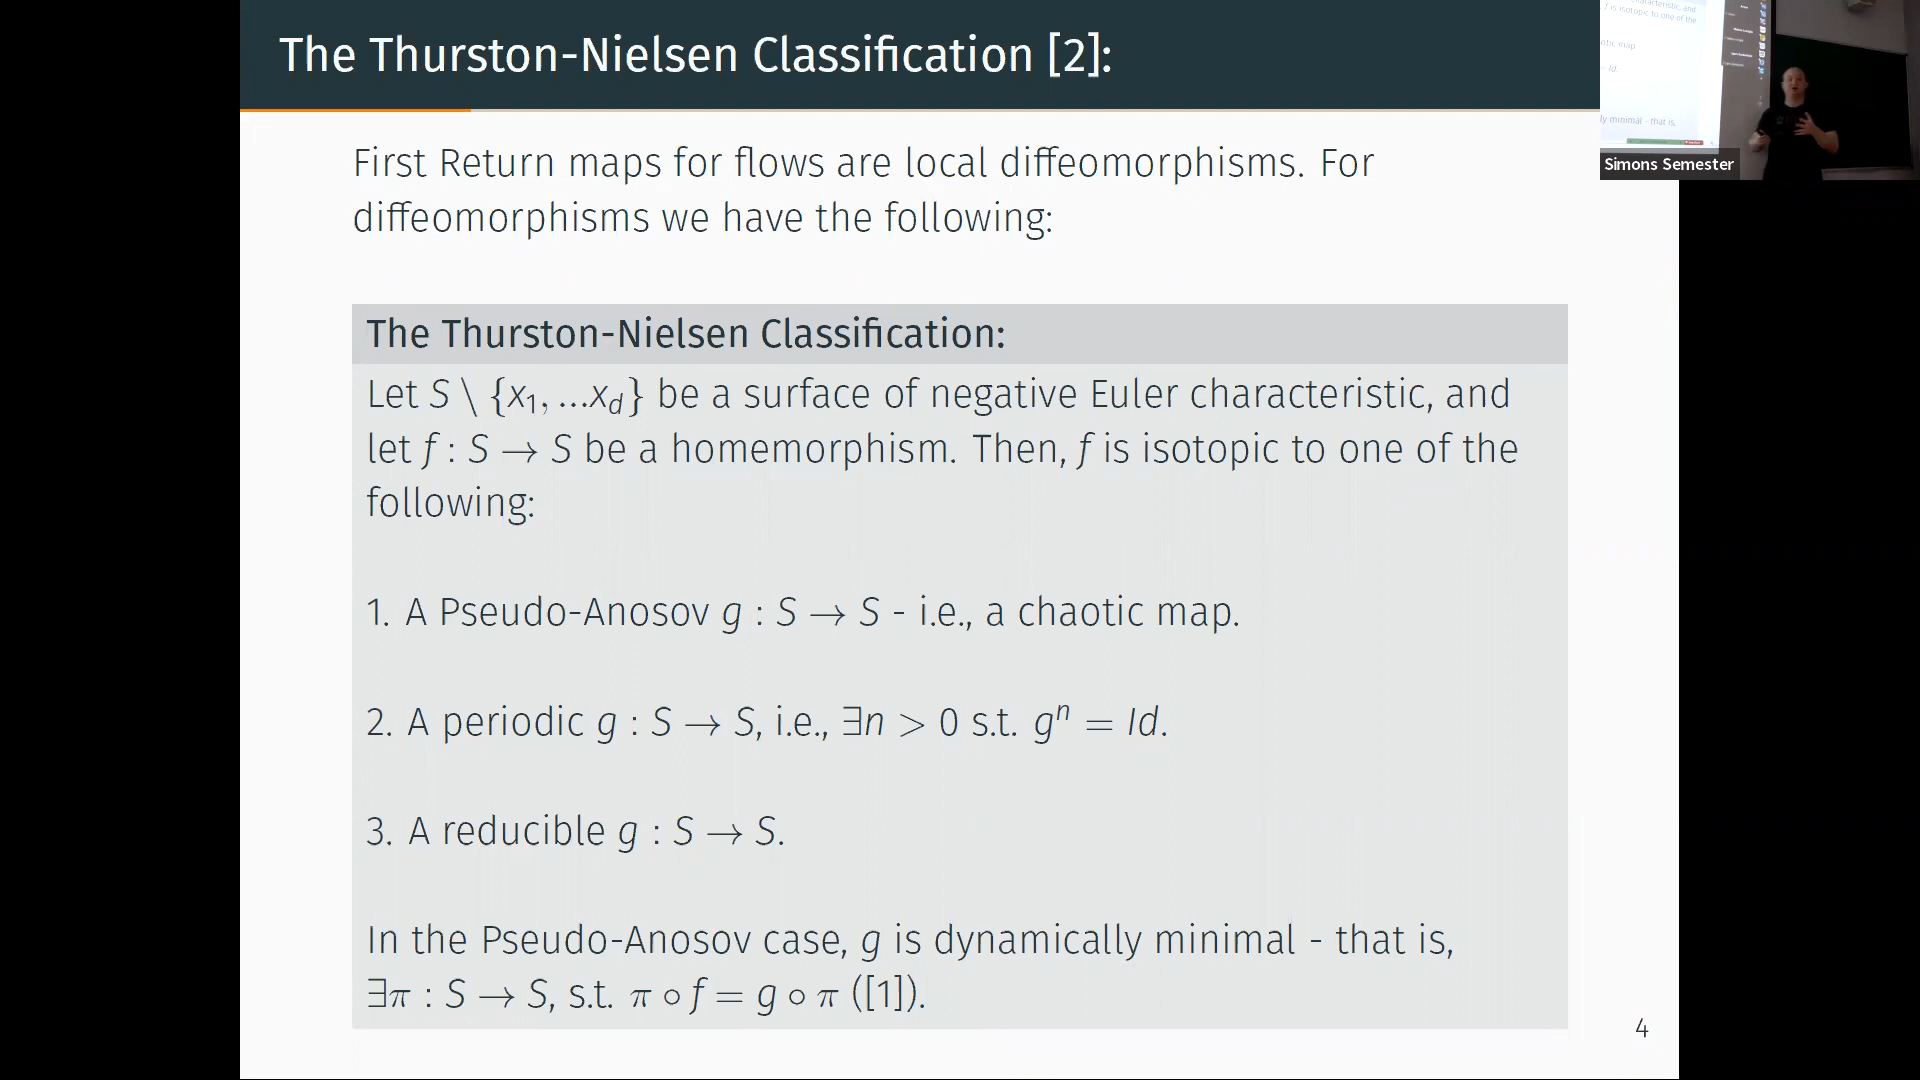 The Thurston-Nielsen Classification [2]:
First Return maps for flows are local diffeomorphisms. For
diffeomorphisms we have the following:
The Thurston-Nielsen Classification:
Let S \ {x₁, ...x_d} be a surface of negative Euler characteristic, and
let f : S → S be a homemorphism. Then, f is isotopic to one of the
following:
1. A Pseudo-Anosov g : S → S - i.e., a chaotic map.
2. A periodic g : S → S, i.e., ∃n > 0 s.t. gⁿ = Id.
3. A reducible g : S → S.
In the Pseudo-Anosov case, g is dynamically minimal - that is,
∃π : S → S, s.t. π ∘ f = g ∘ π ([1]).
4
Simons Semester